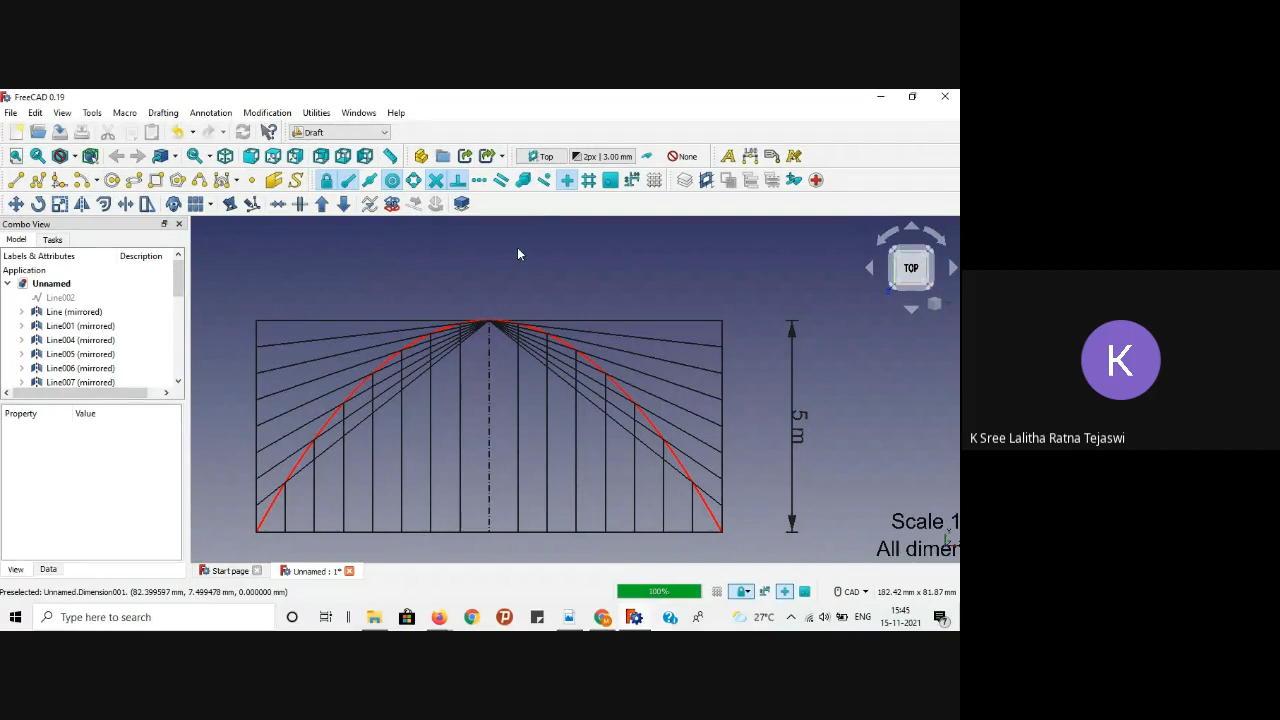 FreeCAD 0.19
File Edit View Tools Macro Drafting Annotation Modification Utilities Windows Help
Draft
Top 2px | 3.00 mm None
Combo View
Model Tasks
Labels & Attributes Description
Application
Unnamed
Line002
Line (mirrored)
Line001 (mirrored)
Line004 (mirrored)
Line005 (mirrored)
Line006 (mirrored)
Line007 (mirrored)
Property Value
View Data
TOP
5 m
Scale 1
All dimen
K
K Sree Lalitha Ratna Tejaswi
Start page Unnamed : 1*
Preselected: Unnamed.Dimension001. (82.399597 mm, 7.499478 mm, 0.000000 mm)
100%
CAD 182.42 mm x 81.87 mm
Type here to search
27°C ENG
15:45
15-11-2021